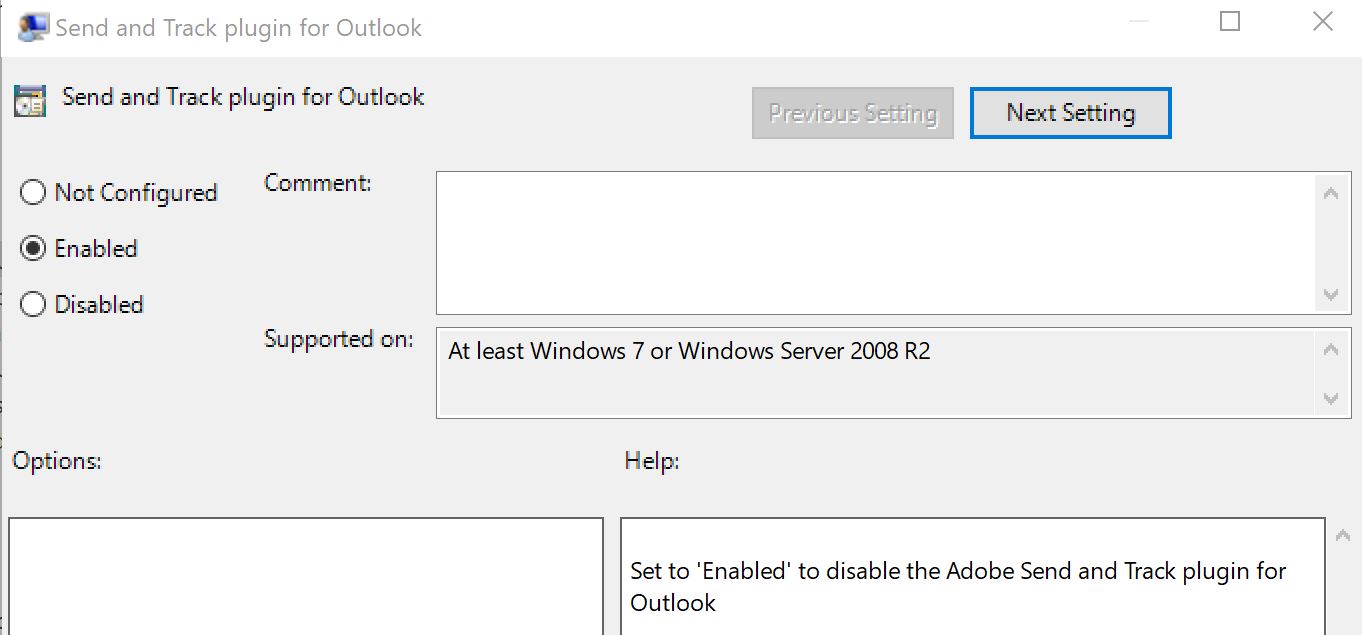 Send and Track plugin for Outlook
Send and Track plugin for Outlook
Previous Setting
Next Setting
Not Configured
Comment:
Enabled
Disabled
Supported on:
At least Windows 7 or Windows Server 2008 R2
Options:
Help:
Set to 'Enabled' to disable the Adobe Send and Track plugin for
Outlook